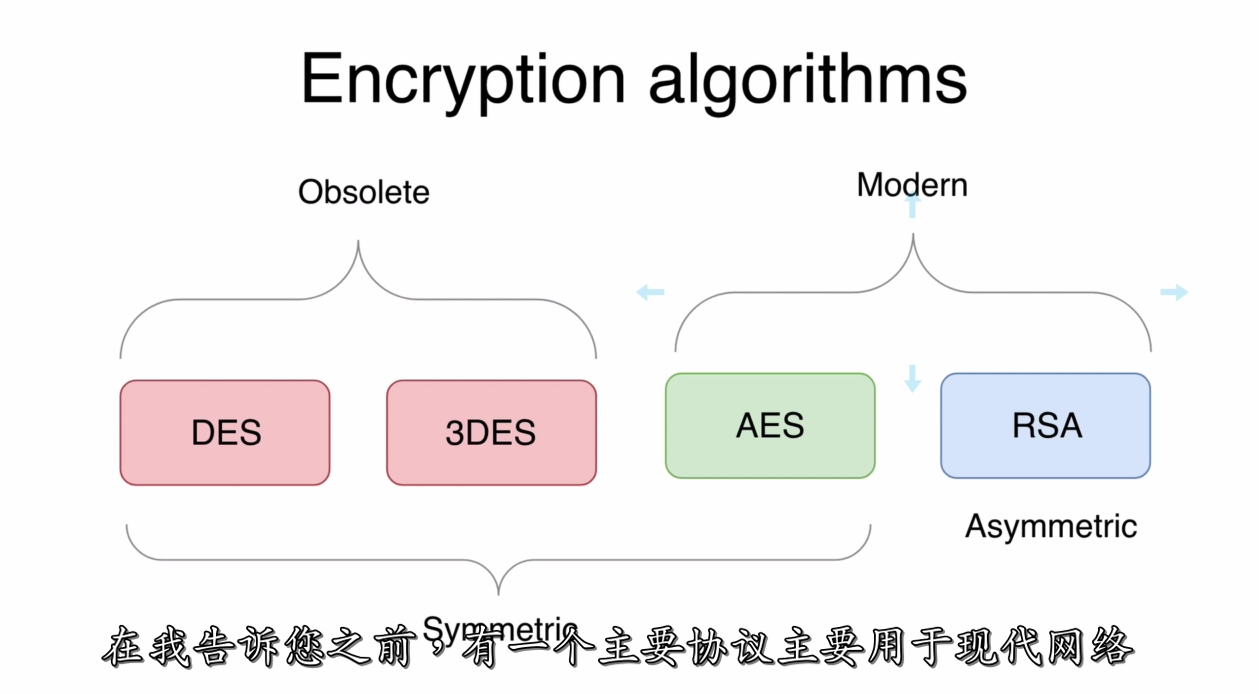 Encryption algorithms
Obsolete
Modern
DES
3DES
AES
RSA
Asymmetric
Symmetric
在我告诉您之前，有一个主要协议主要用于现代网络